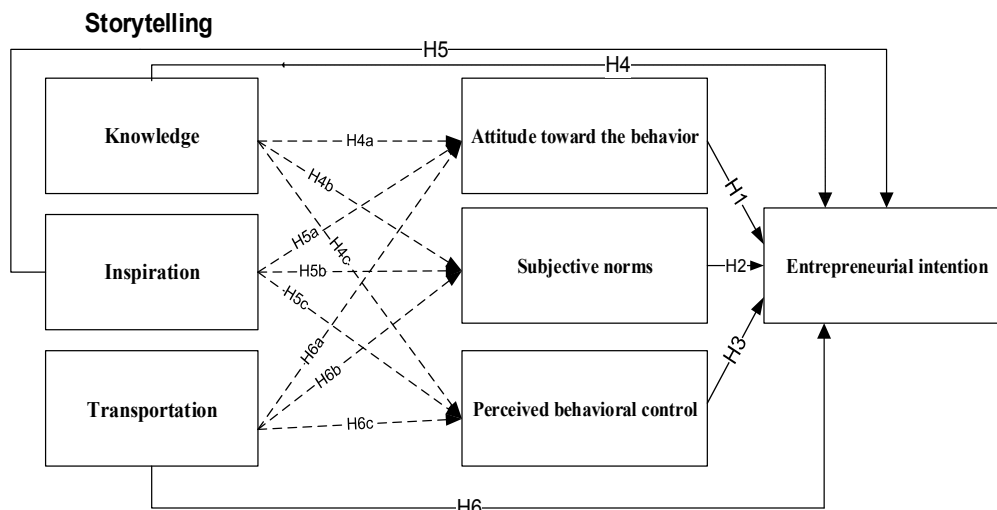 Storytelling
H5
H4
Knowledge
Attitude toward the behavior
H4a
H4b
H1
H5a
H4c
Inspiration
H5b
Subjective norms
H2
Entrepreneurial intention
H5c
H6a
H6b
H3
Transportation
H6c
Perceived behavioral control
H6